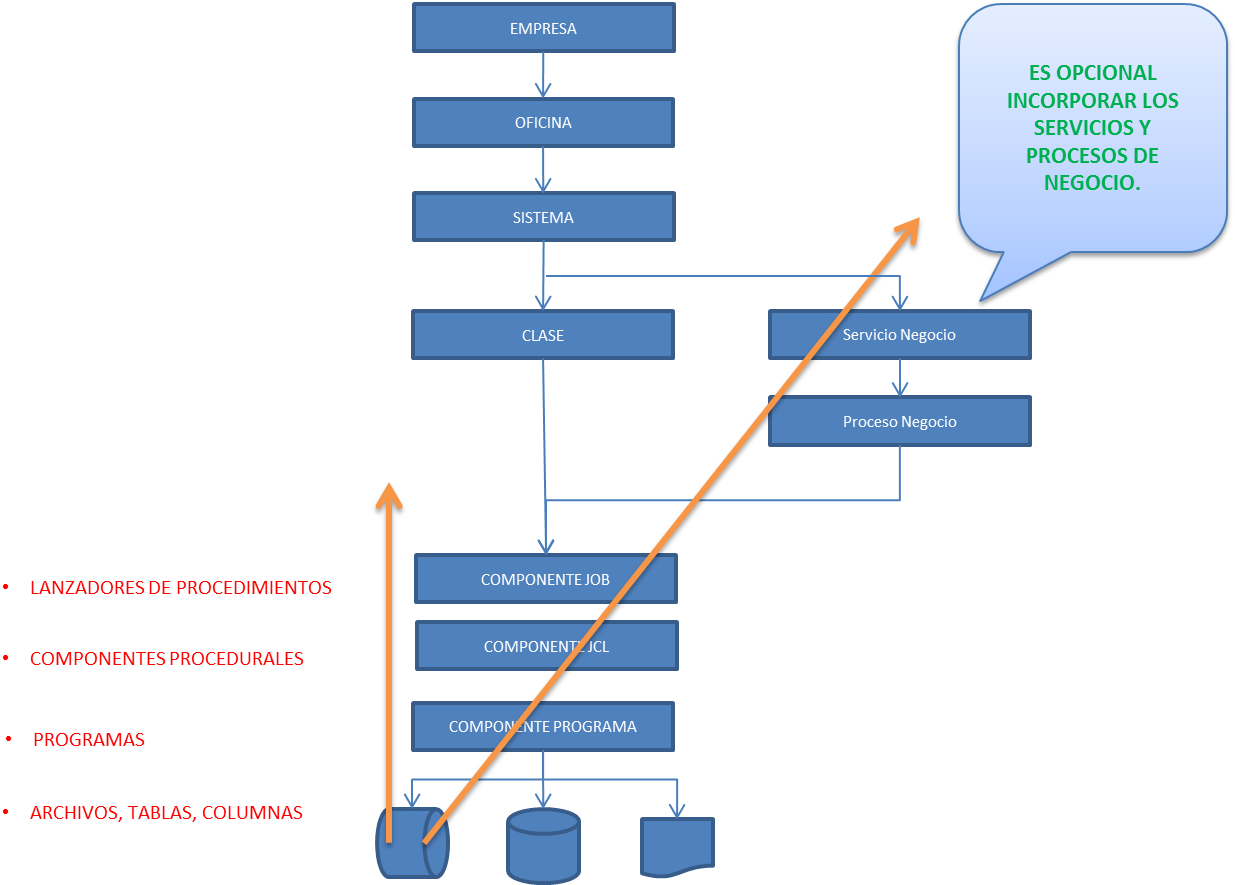 EMPRESA
ES OPCIONAL
INCORPORAR LOS
SERVICIOS Y
PROCESOS DE
NEGOCIO.
OFICINA
SISTEMA
CLASE
Servicio Negocio
Proceso Negocio
• LANZADORES DE PROCEDIMIENTOS
COMPONENTE JOB
• COMPONENTES PROCEDURALES
COMPONENTE JCL
• PROGRAMAS
COMPONENTE PROGRAMA
• ARCHIVOS, TABLAS, COLUMNAS